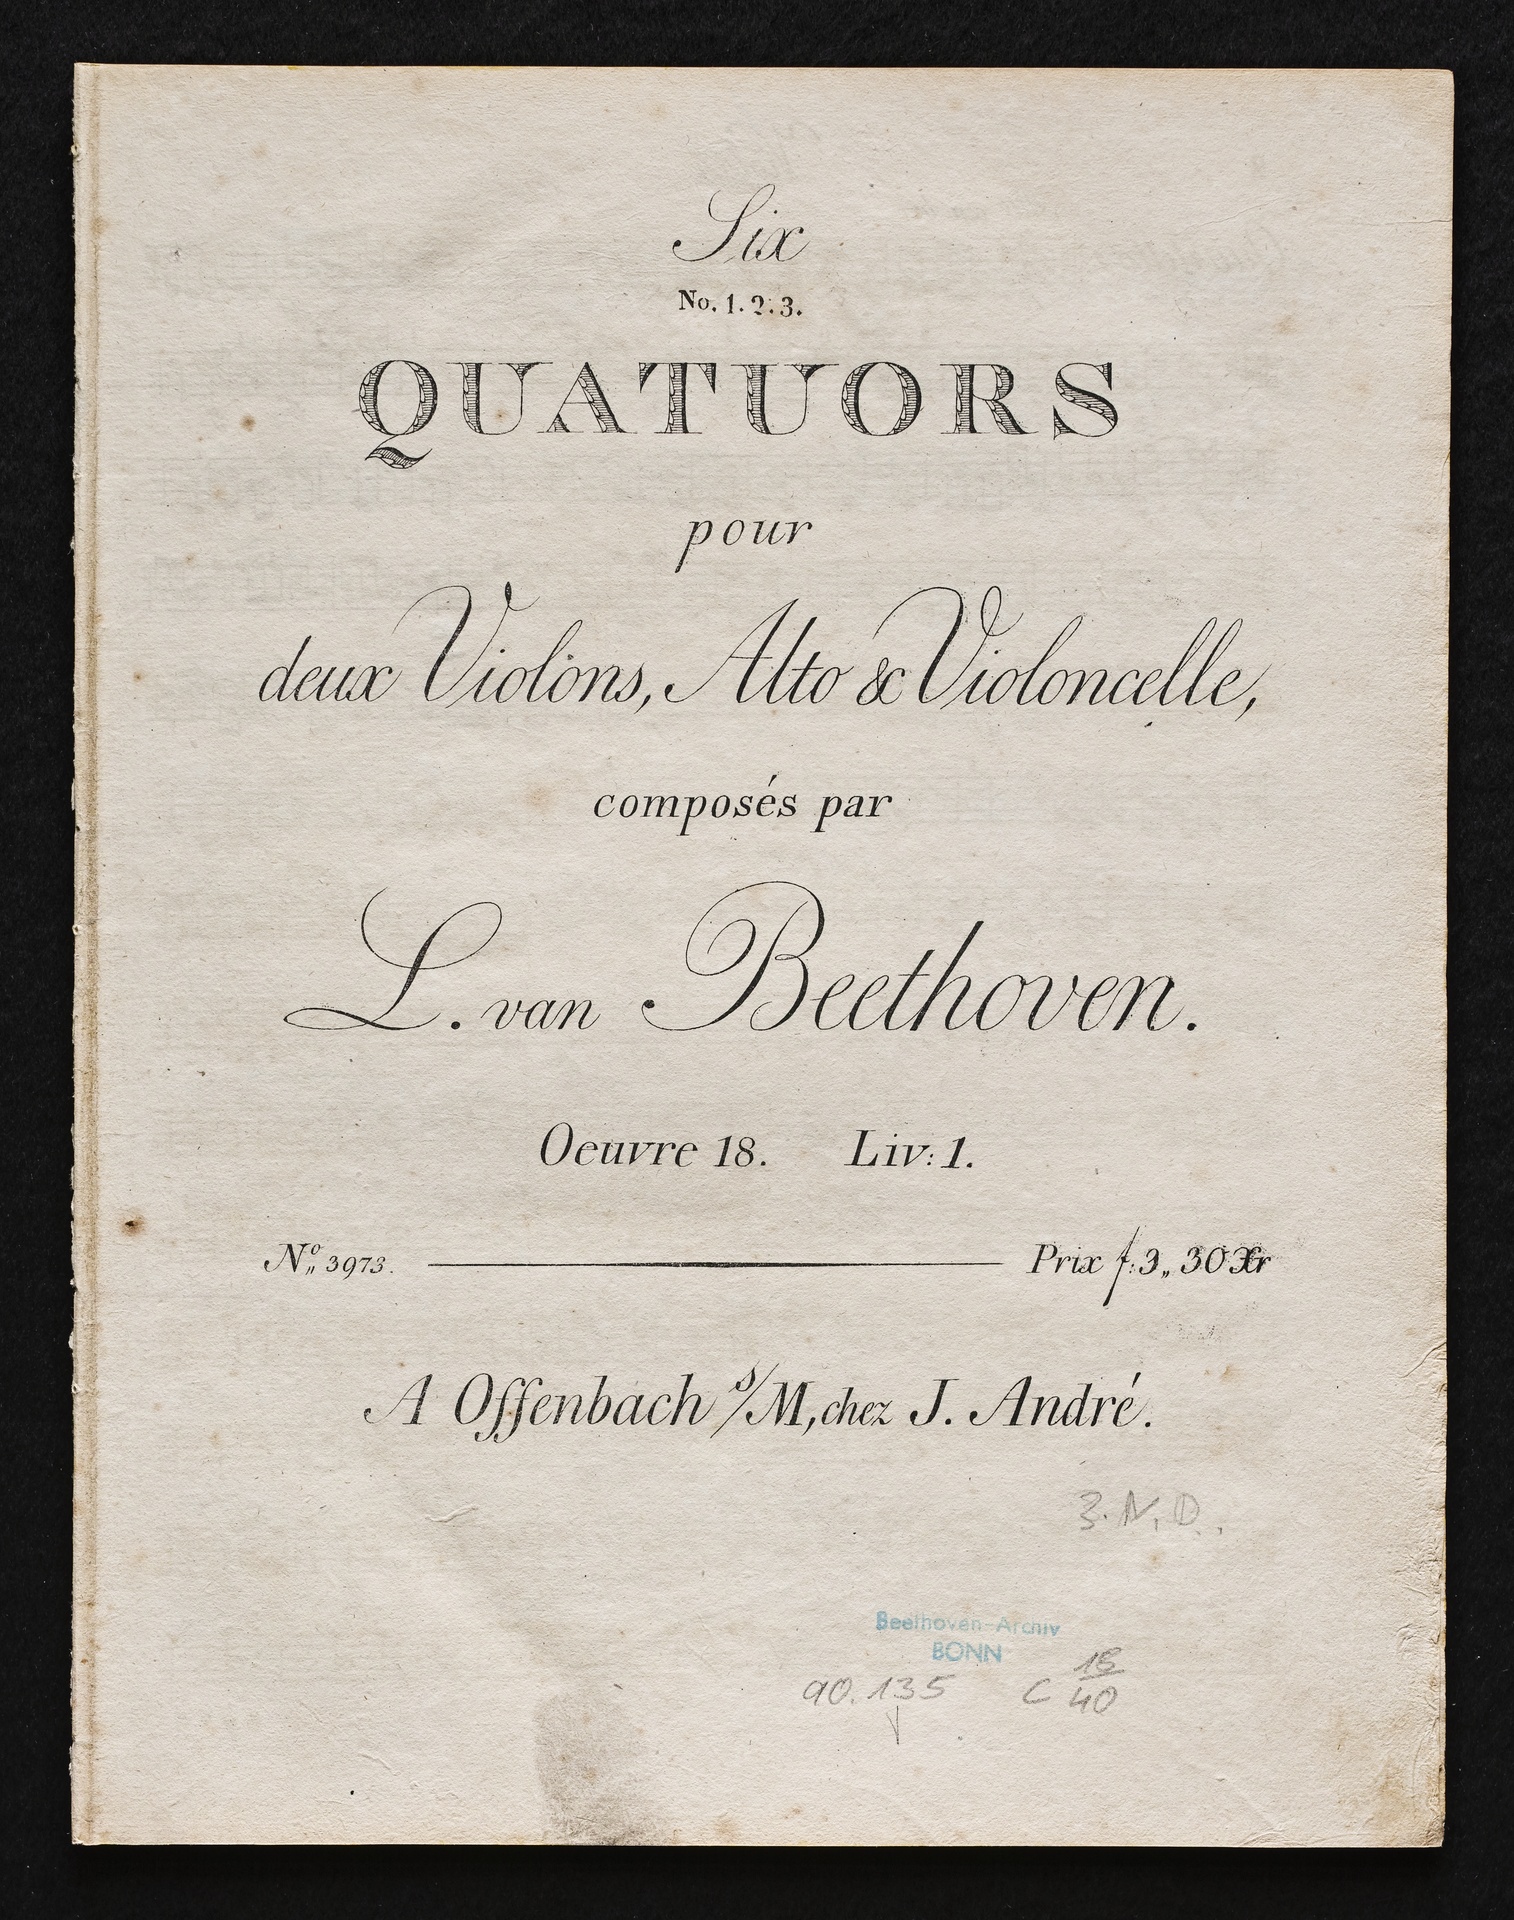 Six
No. 1. 2. 3.
QUATUORS
pour
deux Violons, Alto & Violoncelle,
composés par
L. van Beethoven.
Oeuvre 18. Liv: 1.
No„ 3973. Prix f: 3„ 30 Xr
A Offenbach s/M, chez J. André.
3. N. D.
Beethoven-Archiv
BONN
90. 135 C 18/40